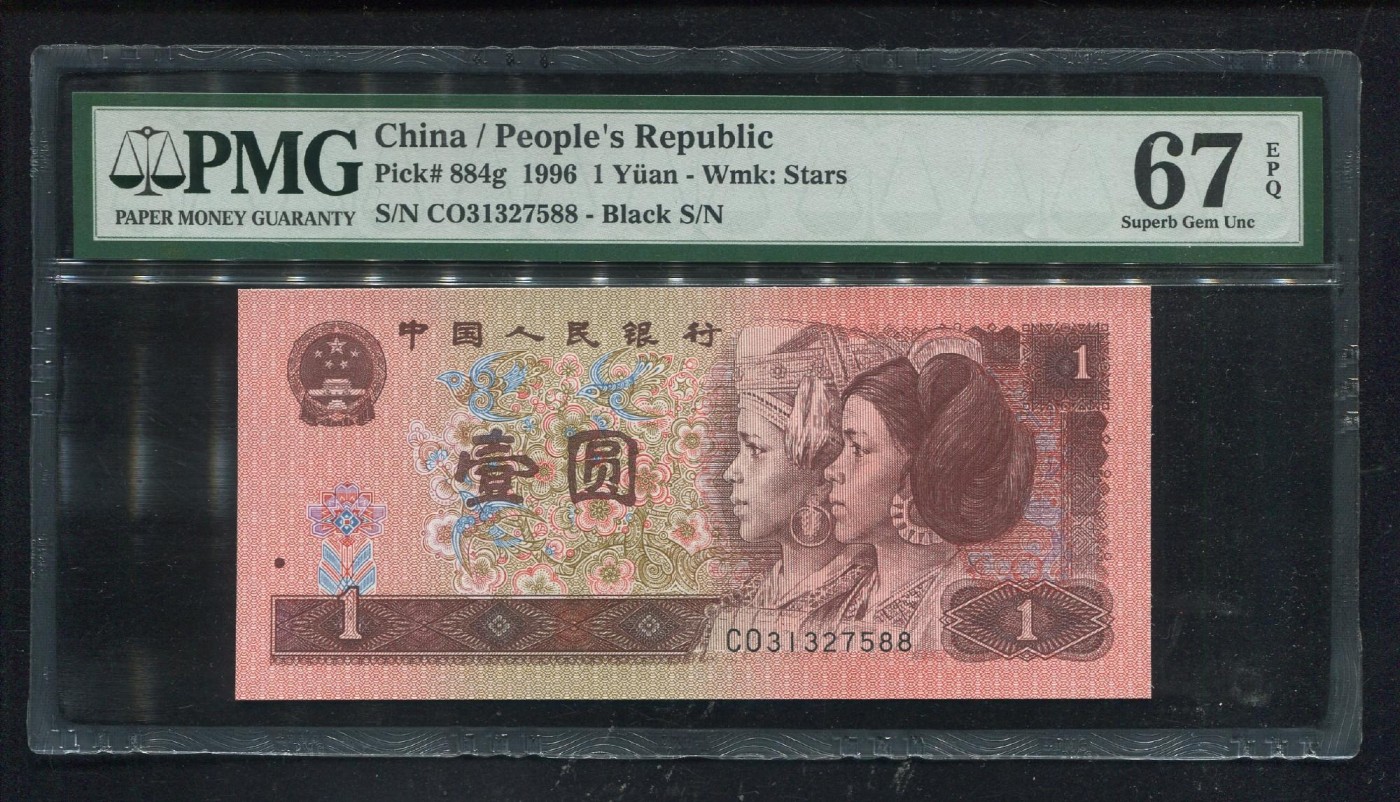 PMG
PAPER MONEY GUARANTY
China / People's Republic
Pick# 884g 1996 1 Yüan - Wmk: Stars
S/N CO31327588 - Black S/N
67
EPQ
Superb Gem Unc
中国人民银行
1
壹圆
1
CO31327588
1